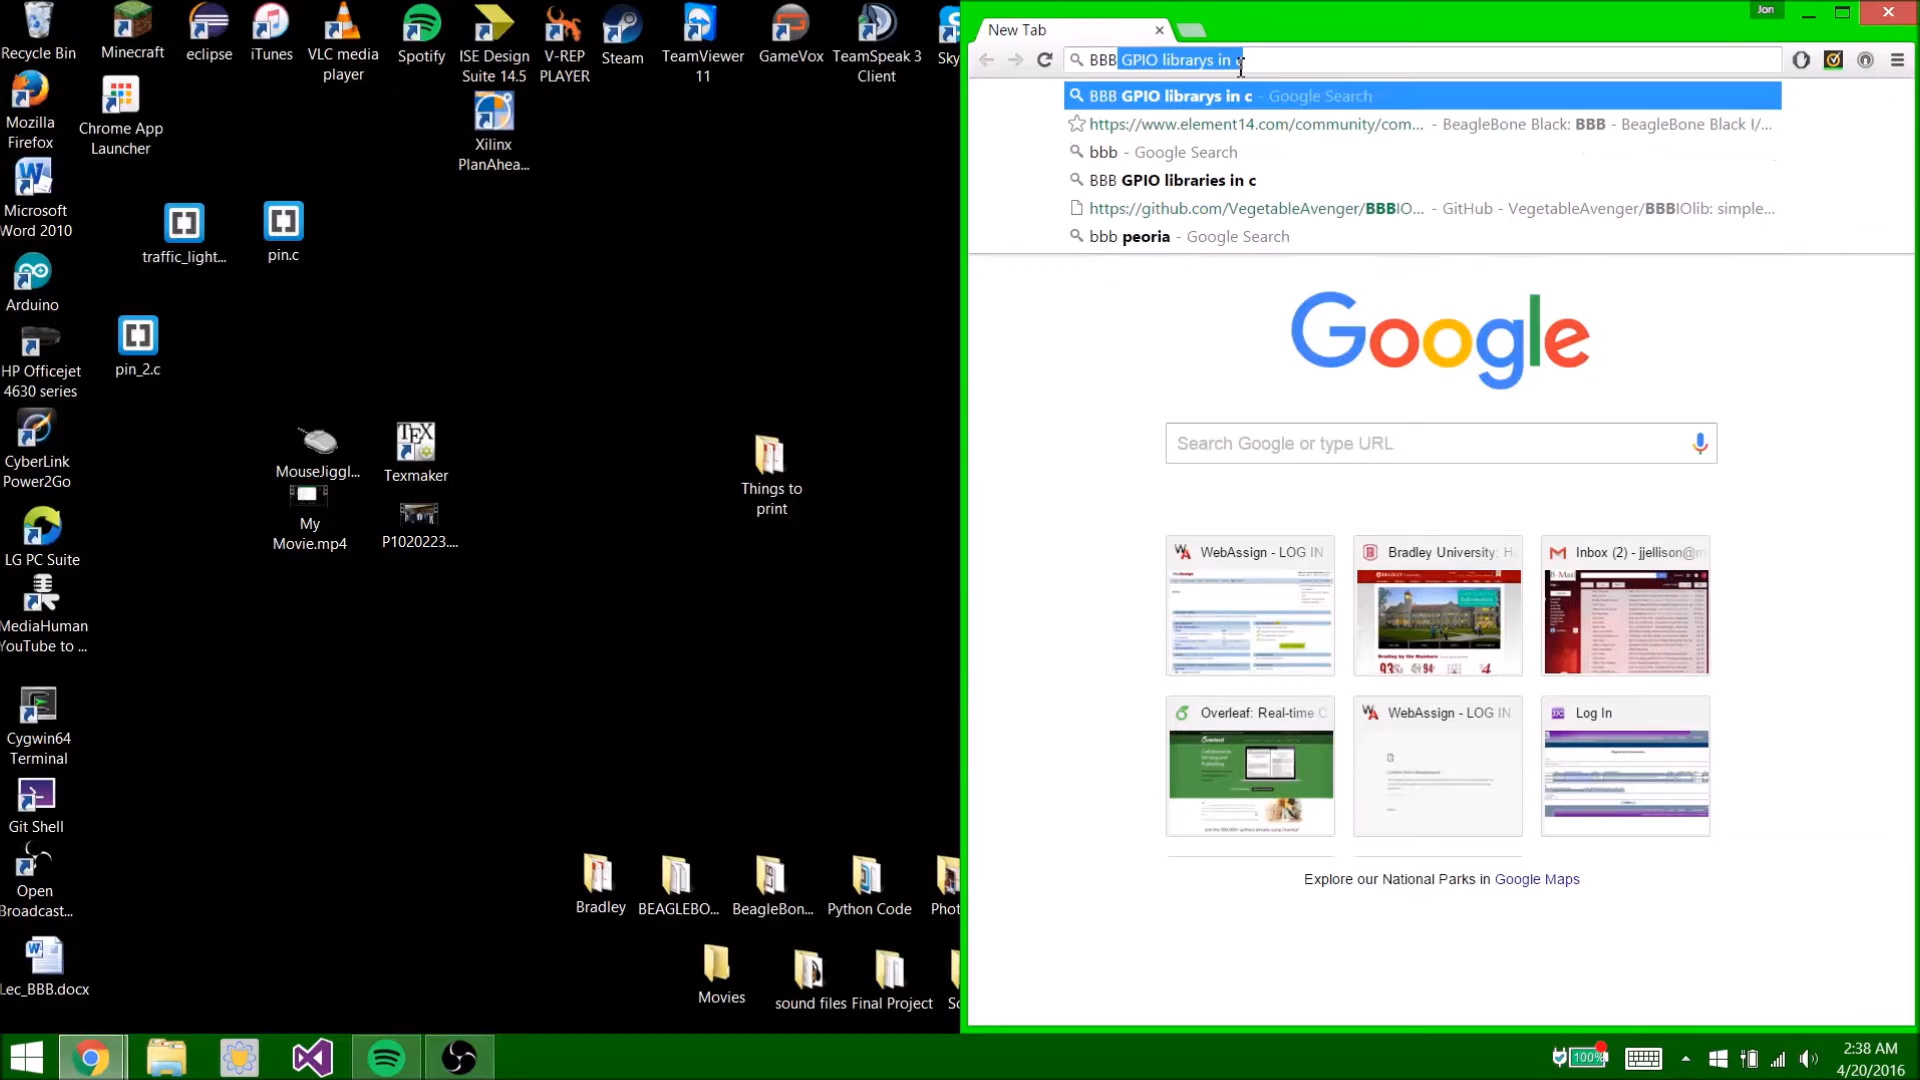 Recycle Bin
Minecraft
eclipse
iTunes
VLC media
player
Spotify
ISE Design
Suite 14.5
V-REP
PLAYER
Steam
TeamViewer
11
GameVox
TeamSpeak 3
Client
Sky
Mozilla
Firefox
Chrome App
Launcher
Xilinx
PlanAhea...
Microsoft
Word 2010
traffic_light...
pin.c
Arduino
pin_2.c
HP Officejet
4630 series
CyberLink
Power2Go
MouseJiggl...
TEX
Texmaker
Things to
print
My
Movie.mp4
P1020223....
LG PC Suite
MediaHuman
YouTube to ...
Cygwin64
Terminal
Git Shell
Open
Broadcast...
Lec_BBB.docx
Bradley
BEAGLEBO...
BeagleBon...
Python Code
Phot
Movies
sound files
Final Project
So
Jon
New Tab
BBB GPIO librarys in c
BBB GPIO librarys in c - Google Search
https://www.element14.com/community/com... - BeagleBone Black: BBB - BeagleBone Black I/...
bbb - Google Search
BBB GPIO libraries in c
https://github.com/VegetableAvenger/BBBIO... - GitHub - VegetableAvenger/BBBIOlib: simple...
bbb peoria - Google Search
Google
Search Google or type URL
WebAssign - LOG IN
Bradley University: Ho
Inbox (2) - jjellison@m
Overleaf: Real-time C
WebAssign - LOG IN
Log In
Explore our National Parks in Google Maps
100%
2:38 AM
4/20/2016